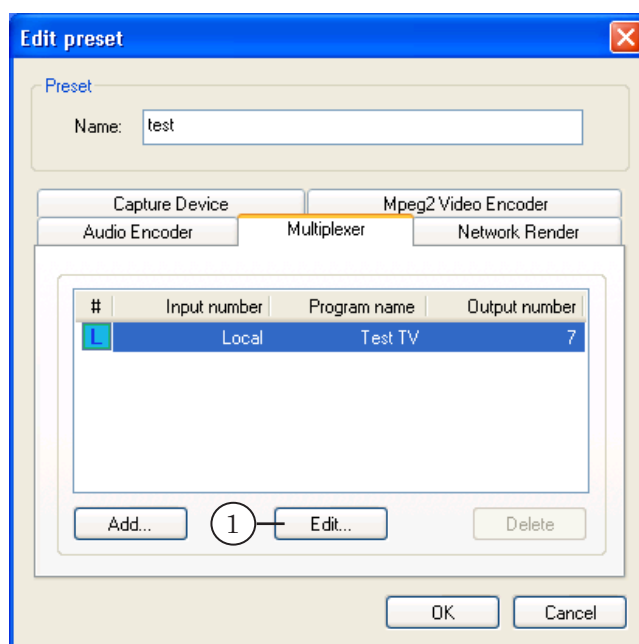 Edit preset
Preset
Name: test
Capture Device Mpeg2 Video Encoder
Audio Encoder Multiplexer Network Render
# Input number Program name Output number
L Local Test TV 7
Add... 1 Edit... Delete
OK Cancel